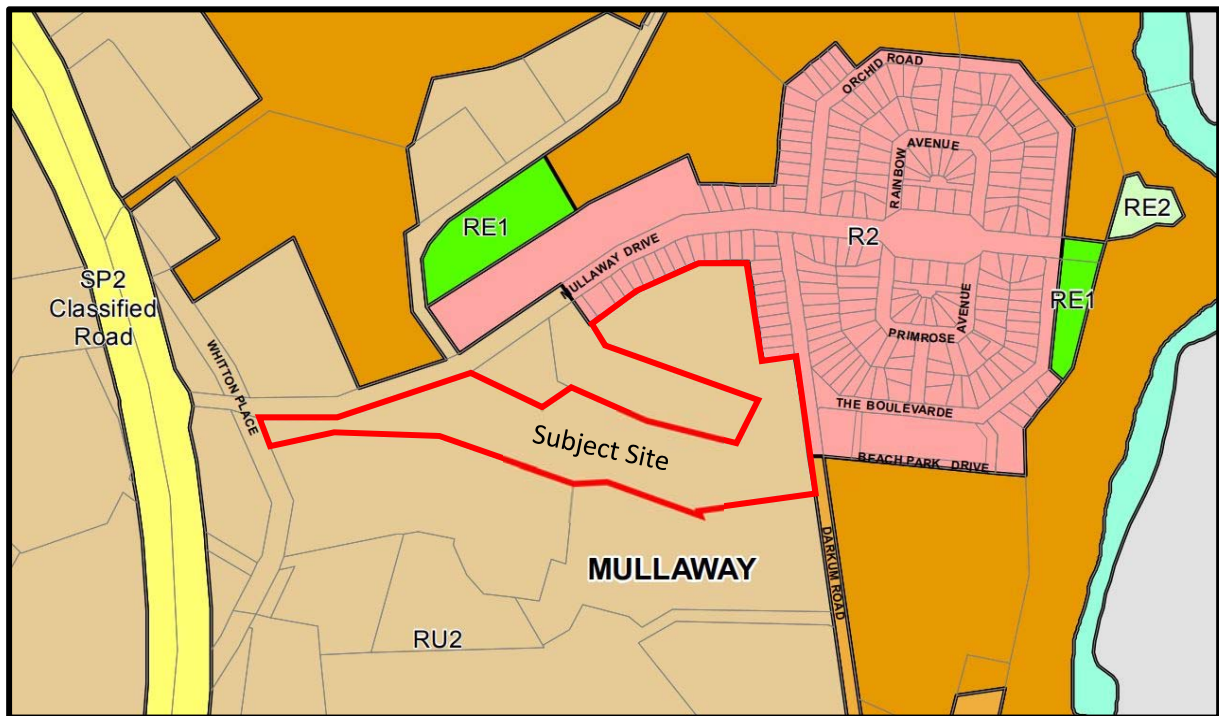 ORCHID ROAD
AVENUE
RAINBOW
RE1
RE2
R2
MULLAWAY DRIVE
SP2
Classified
Road
RE1
AVENUE
PRIMROSE
WHITTON PLACE
THE BOULEVARDE
Subject Site
BEACH PARK DRIVE
MULLAWAY
DARKUM ROAD
RU2